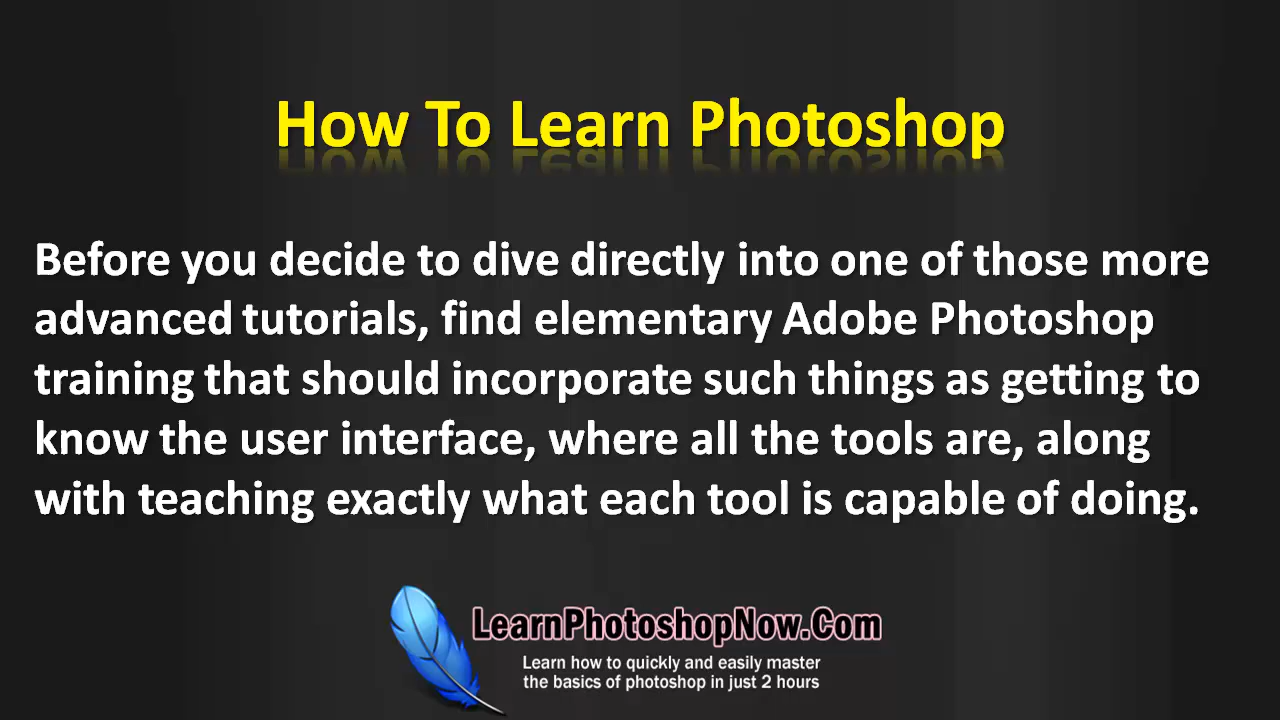 How To Learn Photoshop
Before you decide to dive directly into one of those more
advanced tutorials, find elementary Adobe Photoshop
training that should incorporate such things as getting to
know the user interface, where all the tools are, along
with teaching exactly what each tool is capable of doing.
LearnPhotoshopNow.Com
Learn how to quickly and easily master
the basics of photoshop in just 2 hours